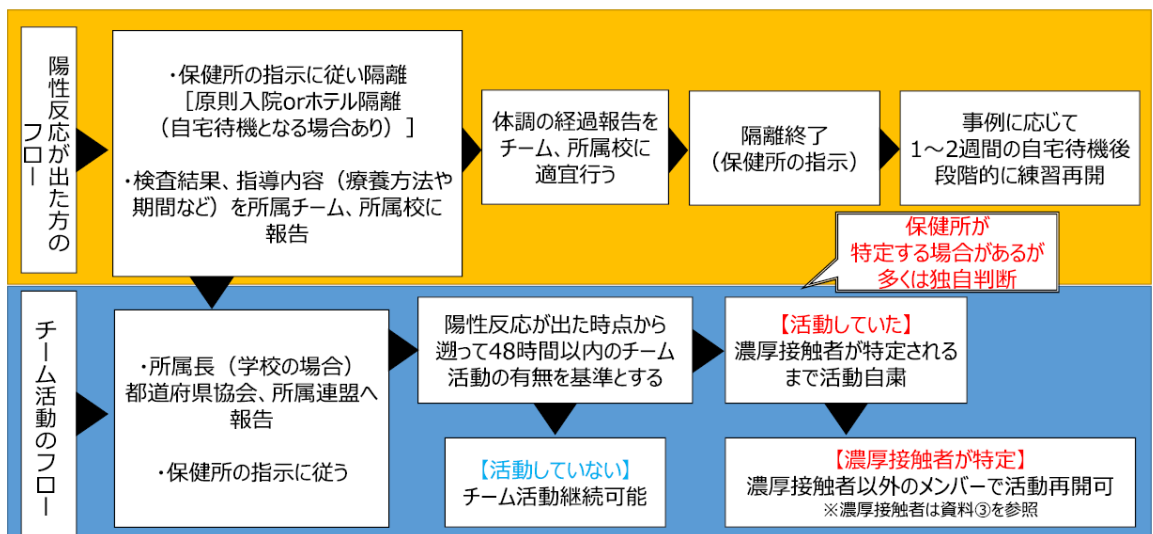 陽性反応が出た方の
フロー
・保健所の指示に従い隔離
［原則入院orホテル隔離
（自宅待機となる場合あり）］
・検査結果、指導内容（療養方法や
期間など）を所属チーム、所属校に
報告
体調の経過報告を
チーム、所属校に
適宜行う
隔離終了
（保健所の指示）
事例に応じて
1～2週間の自宅待機後
段階的に練習再開
保健所が
特定する場合があるが
多くは独自判断
チーム活動のフロー
・所属長（学校の場合）
都道府県協会、所属連盟へ
報告
・保健所の指示に従う
陽性反応が出た時点から
遡って48時間以内のチーム
活動の有無を基準とする
【活動していた】
濃厚接触者が特定される
まで活動自粛
【活動していない】
チーム活動継続可能
【濃厚接触者が特定】
濃厚接触者以外のメンバーで活動再開可
※濃厚接触者は資料③を参照